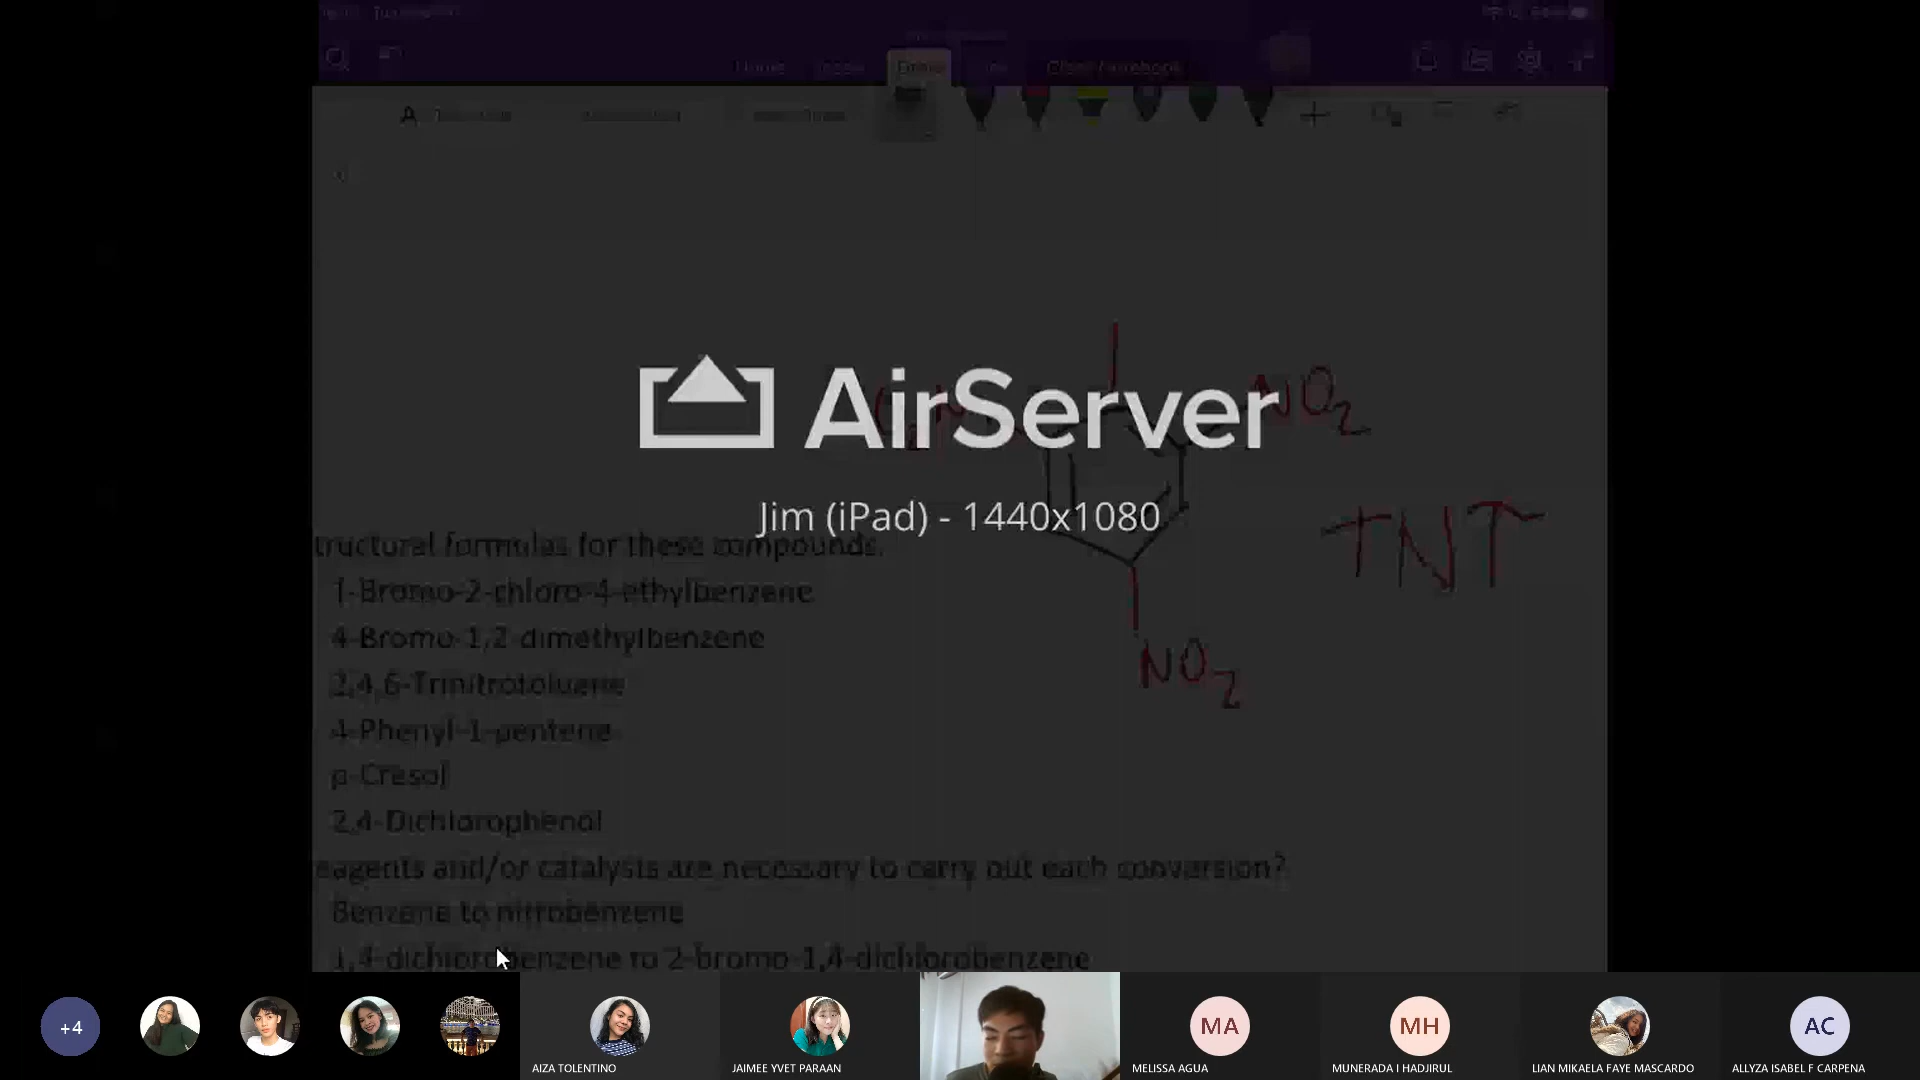 Draw
Class Notebook
O₂N
NO₂
AirServer
Jim (iPad) - 1440x1080
TNT
tructural formulas for these compounds.
1-Bromo-2-chloro-4-ethylbenzene
4-Bromo-1,2-dimethylbenzene
NO₂
2,4,6-Trinitrotoluene
4-Phenyl-1-pentene
p-Cresol
2,4-Dichlorophenol
eagents and/or catalysts are necessary to carry out each conversion?
Benzene to nitrobenzene
1,4-dichlorobenzene to 2-bromo-1,4-dichlorobenzene
+4
MA
MH
AC
AIZA TOLENTINO
JAIMEE YVET PARAAN
MELISSA AGUA
MUNERADA I HADJIRUL
LIAN MIKAELA FAYE MASCARDO
ALLYZA ISABEL F CARPENA